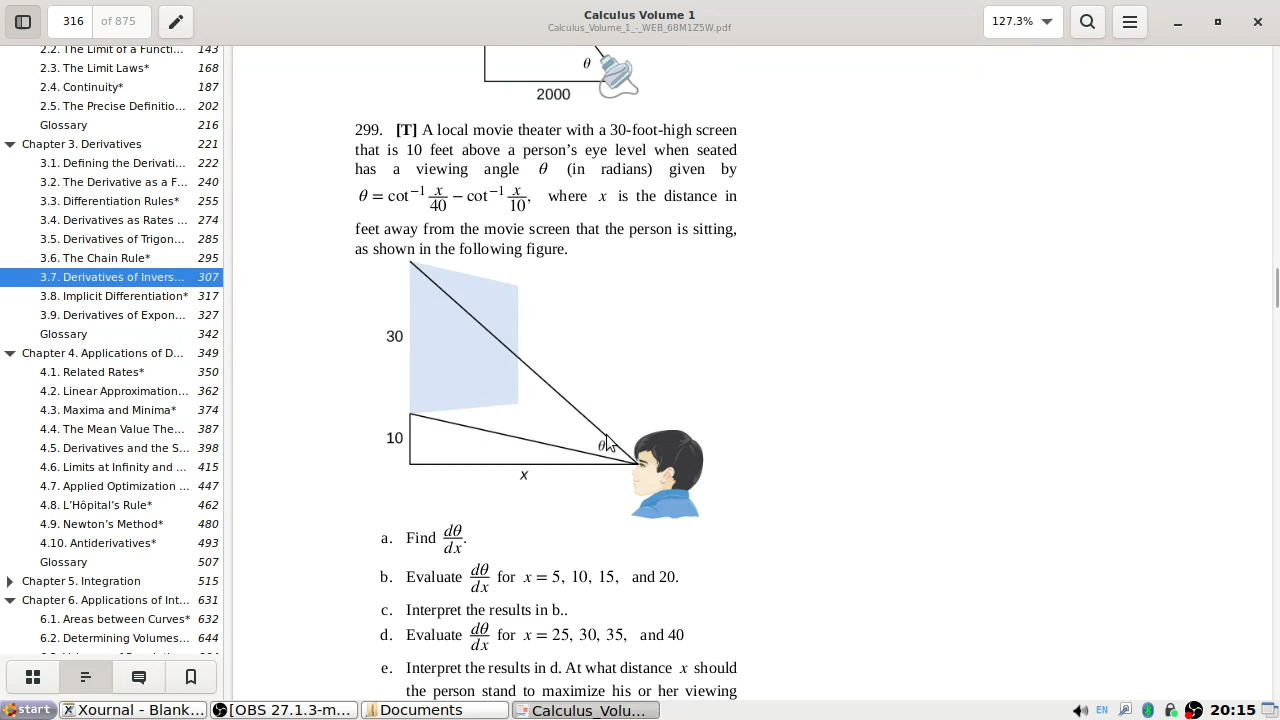 316 of 875
Calculus Volume 1
Calculus_Volume_1_-_WEB_68M1Z5W.pdf
127.3%
2.2. The Limit of a Functi... 143
2.3. The Limit Laws* 168
2.4. Continuity* 187
2.5. The Precise Definitio... 202
Glossary 216
Chapter 3. Derivatives 221
3.1. Defining the Derivati... 222
3.2. The Derivative as a F... 240
3.3. Differentiation Rules* 255
3.4. Derivatives as Rates ... 274
3.5. Derivatives of Trigon... 285
3.6. The Chain Rule* 295
3.7. Derivatives of Invers... 307
3.8. Implicit Differentiation* 317
3.9. Derivatives of Expon... 327
Glossary 342
Chapter 4. Applications of D... 349
4.1. Related Rates* 350
4.2. Linear Approximation... 362
4.3. Maxima and Minima* 374
4.4. The Mean Value The... 387
4.5. Derivatives and the S... 398
4.6. Limits at Infinity and ... 415
4.7. Applied Optimization ... 447
4.8. L'Hôpital's Rule* 462
4.9. Newton's Method* 480
4.10. Antiderivatives* 493
Glossary 507
Chapter 5. Integration 515
Chapter 6. Applications of Int... 631
6.1. Areas between Curves* 632
6.2. Determining Volumes... 644
θ
2000
299. [T] A local movie theater with a 30-foot-high screen
that is 10 feet above a person's eye level when seated
has a viewing angle θ (in radians) given by
θ = cot⁻¹ x/40 − cot⁻¹ x/10, where x is the distance in
feet away from the movie screen that the person is sitting,
as shown in the following figure.
30
10
θ
x
a. Find dθ/dx.
b. Evaluate dθ/dx for x = 5, 10, 15, and 20.
c. Interpret the results in b..
d. Evaluate dθ/dx for x = 25, 30, 35, and 40
e. Interpret the results in d. At what distance x should
the person stand to maximize his or her viewing
start
Xournal - Blank...
[OBS 27.1.3-m...
Documents
Calculus_Volu...
EN
20:15